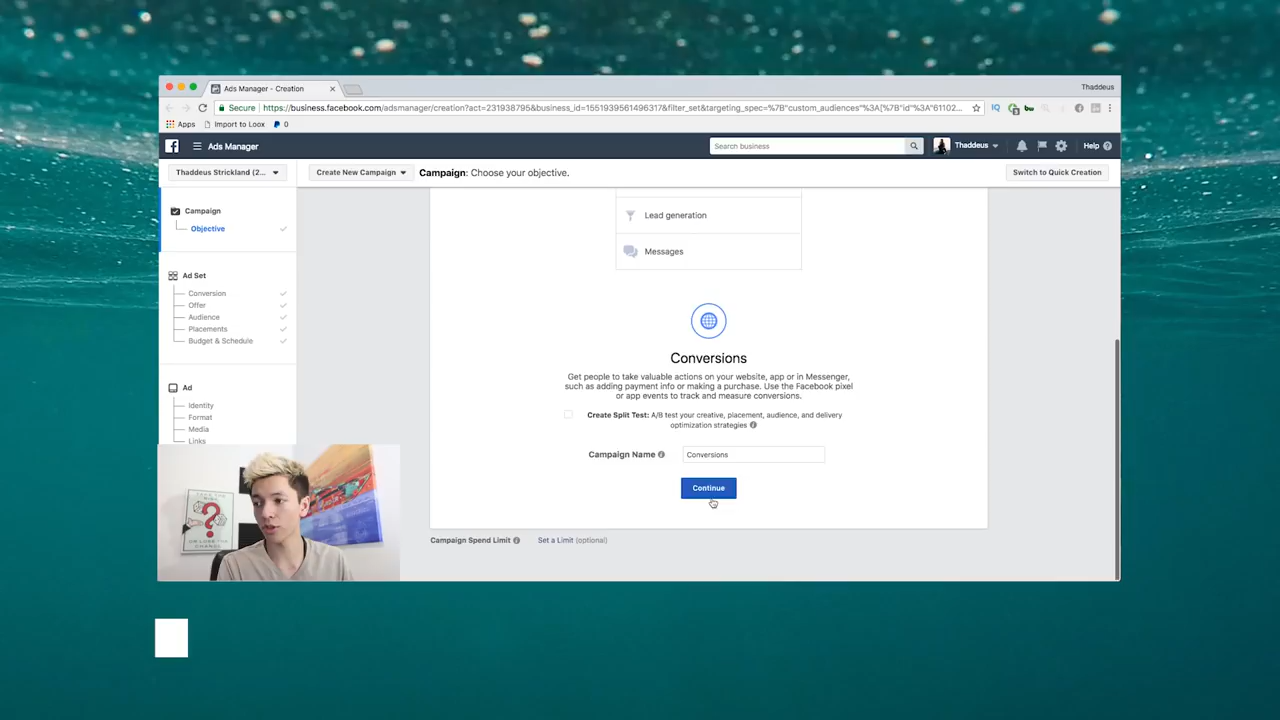 Ads Manager - Creation
Thaddeus
Secure https://business.facebook.com/adsmanager/creation?act=231938795&business_id=1551939561496317&filter_set&targeting_spec=%7B"custom_audiences"%3A[%7B"id"%3A"61102...
Apps Import to Loox 0
Ads Manager
Search business
Thaddeus
Help
Thaddeus Strickland (2...
Create New Campaign
Campaign: Choose your objective.
Switch to Quick Creation
Campaign
Objective
Ad Set
Conversion
Offer
Audience
Placements
Budget & Schedule
Ad
Identity
Format
Media
Links
Lead generation
Messages
Conversions
Get people to take valuable actions on your website, app or in Messenger,
such as adding payment info or making a purchase. Use the Facebook pixel
or app events to track and measure conversions.
Create Split Test: A/B test your creative, placement, audience, and delivery
optimization strategies
Campaign Name Conversions
Continue
Campaign Spend Limit Set a Limit (optional)